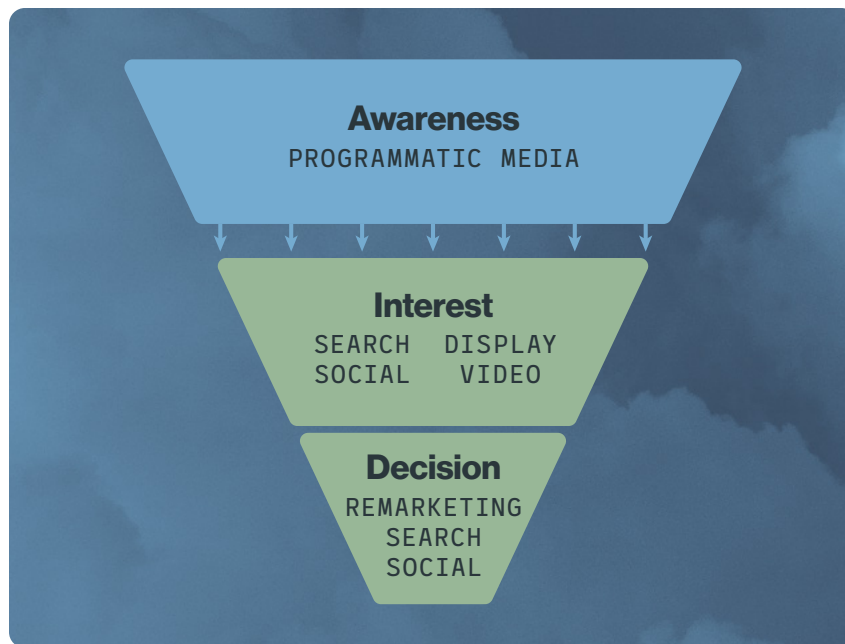 Awareness
PROGRAMMATIC MEDIA
Interest
SEARCH DISPLAY
SOCIAL VIDEO
Decision
REMARKETING
SEARCH
SOCIAL